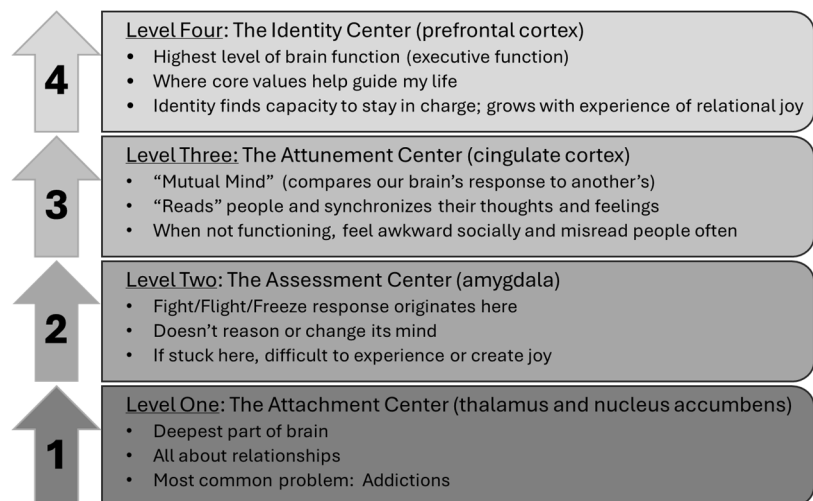 4
Level Four: The Identity Center (prefrontal cortex)
• Highest level of brain function (executive function)
• Where core values help guide my life
• Identity finds capacity to stay in charge; grows with experience of relational joy
3
Level Three: The Attunement Center (cingulate cortex)
• “Mutual Mind” (compares our brain’s response to another’s)
• “Reads” people and synchronizes their thoughts and feelings
• When not functioning, feel awkward socially and misread people often
2
Level Two: The Assessment Center (amygdala)
• Fight/Flight/Freeze response originates here
• Doesn’t reason or change its mind
• If stuck here, difficult to experience or create joy
1
Level One: The Attachment Center (thalamus and nucleus accumbens)
• Deepest part of brain
• All about relationships
• Most common problem: Addictions